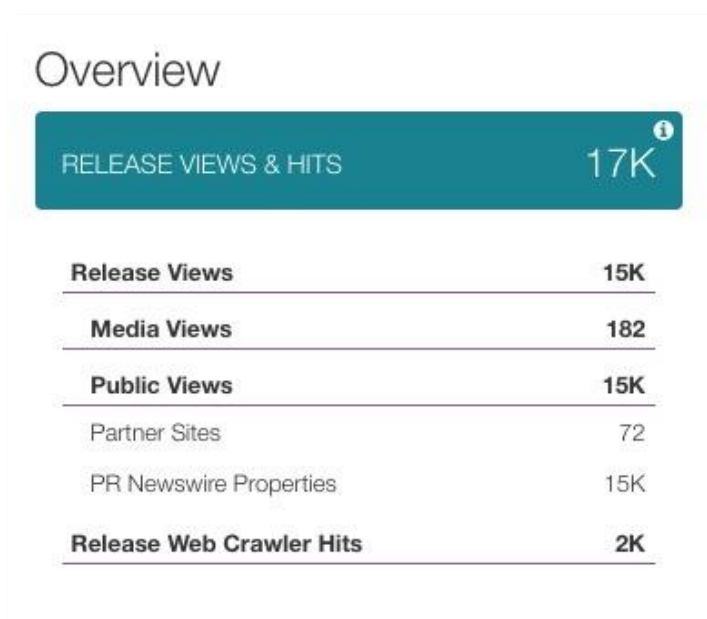 Overview
RELEASE VIEWS & HITS 17K
Release Views 15K
Media Views 182
Public Views 15K
Partner Sites 72
PR Newswire Properties 15K
Release Web Crawler Hits 2K